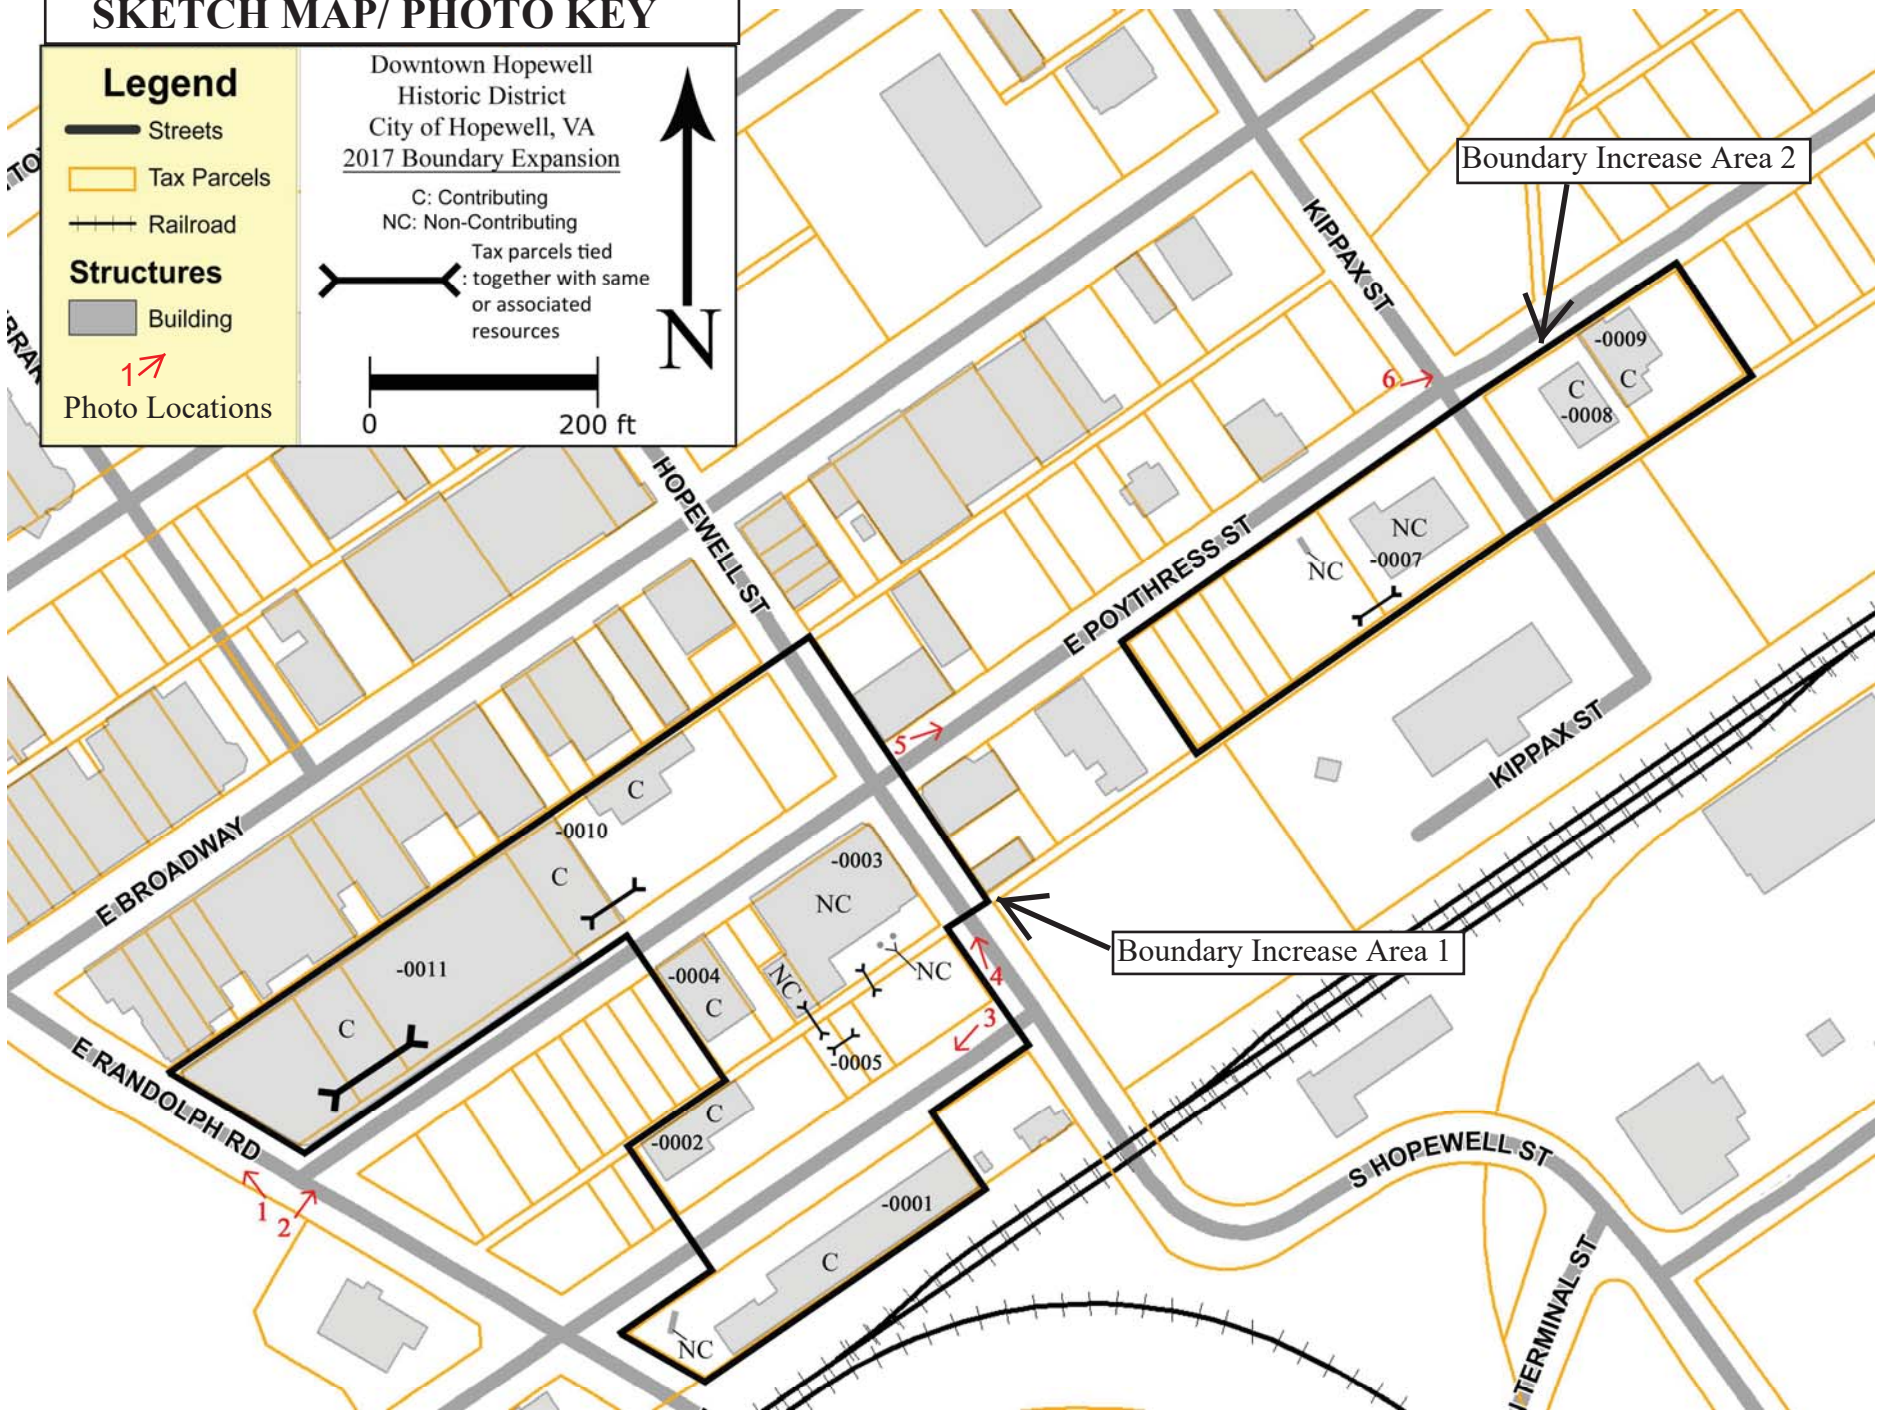 SKETCH MAP/ PHOTO KEY
Legend
Streets
Tax Parcels
Railroad
Structures
Building
1
Photo Locations
Downtown Hopewell
Historic District
City of Hopewell, VA
2017 Boundary Expansion
C: Contributing
NC: Non-Contributing
Tax parcels tied
: together with same
or associated
resources
N
0
200 ft
Boundary Increase Area 2
KIPPAX ST
-0009
C
C
-0008
6
HOPEWELL ST
E POYTHRESS ST
NC
-0007
NC
5
KIPPAX ST
C
-0010
C
E BROADWAY
-0003
NC
-0011
C
-0004
C
NC
NC
Boundary Increase Area 1
4
3
-0005
E RANDOLPH RD
C
-0002
1
2
-0001
C
NC
S HOPEWELL ST
TERMINAL ST